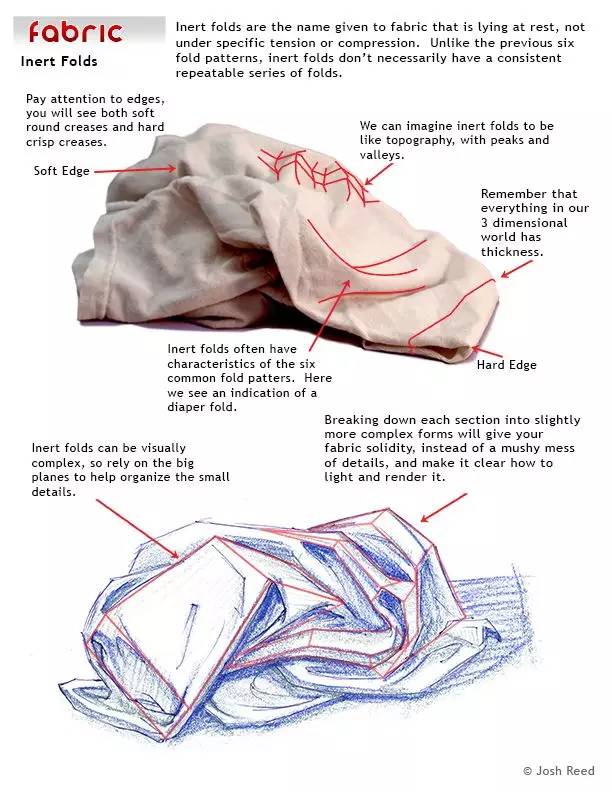 fabric
Inert Folds
Inert folds are the name given to fabric that is lying at rest, not
under specific tension or compression.  Unlike the previous six
fold patterns, inert folds don't necessarily have a consistent
repeatable series of folds.
Pay attention to edges,
you will see both soft
round creases and hard
crisp creases.
We can imagine inert folds to be
like topography, with peaks and
valleys.
Soft Edge
Remember that
everything in our
3 dimensional
world has
thickness.
Inert folds often have
characteristics of the six
common fold patters.  Here
we see an indication of a
diaper fold.
Hard Edge
Breaking down each section into slightly
more complex forms will give your
fabric solidity, instead of a mushy mess
of details, and make it clear how to
light and render it.
Inert folds can be visually
complex, so rely on the big
planes to help organize the small
details.
© Josh Reed